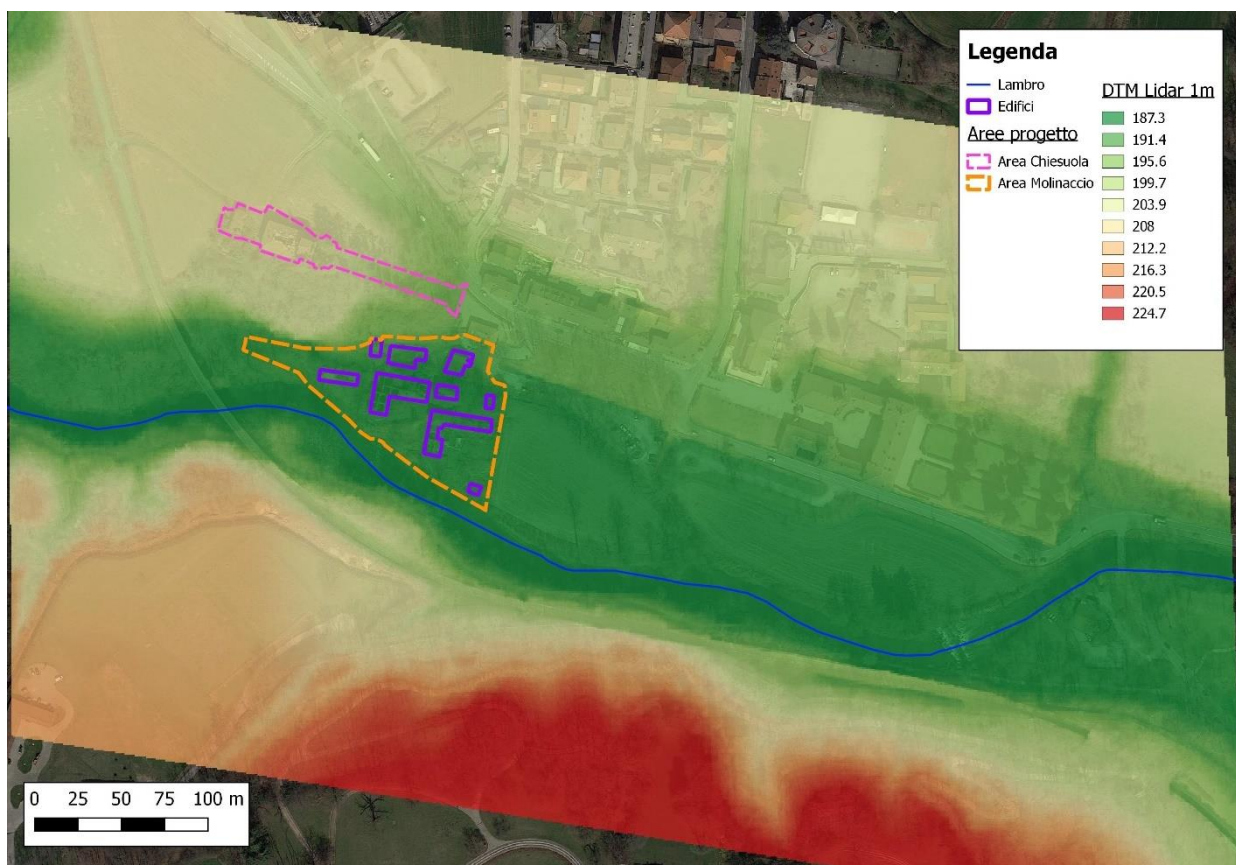 Legenda
Lambro
Edifici
Aree progetto
Area Chiesuola
Area Molinaccio
DTM Lidar 1m
187.3
191.4
195.6
199.7
203.9
208
212.2
216.3
220.5
224.7
0 25 50 75 100 m